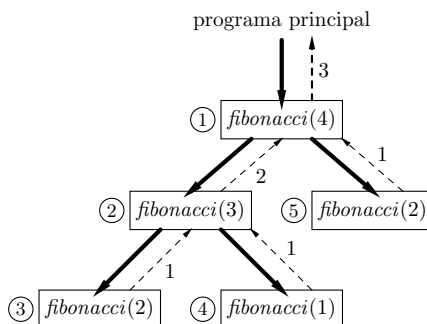 programa principal
3
① fibonacci(4)
2
1
② fibonacci(3)
⑤ fibonacci(2)
1
1
③ fibonacci(2)
④ fibonacci(1)